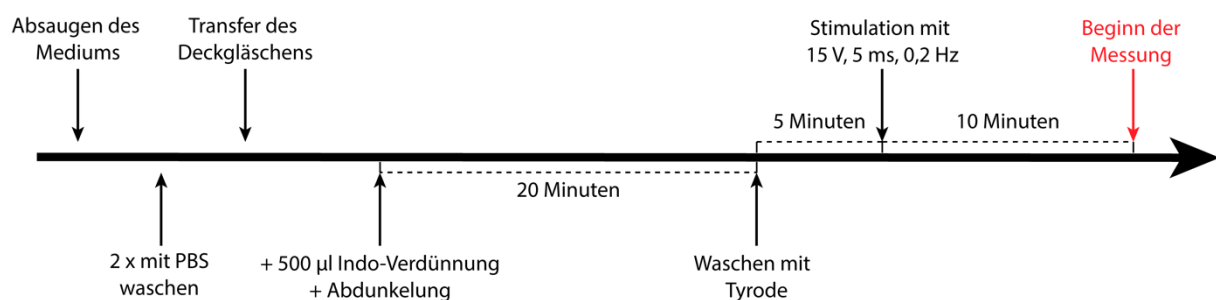 Absaugen des
Mediums
Transfer des
Deckgläschens
Stimulation mit
15 V, 5 ms, 0,2 Hz
Beginn der
Messung
5 Minuten
10 Minuten
20 Minuten
2 x mit PBS
waschen
+ 500 µl Indo-Verdünnung
+ Abdunkelung
Waschen mit
Tyrode